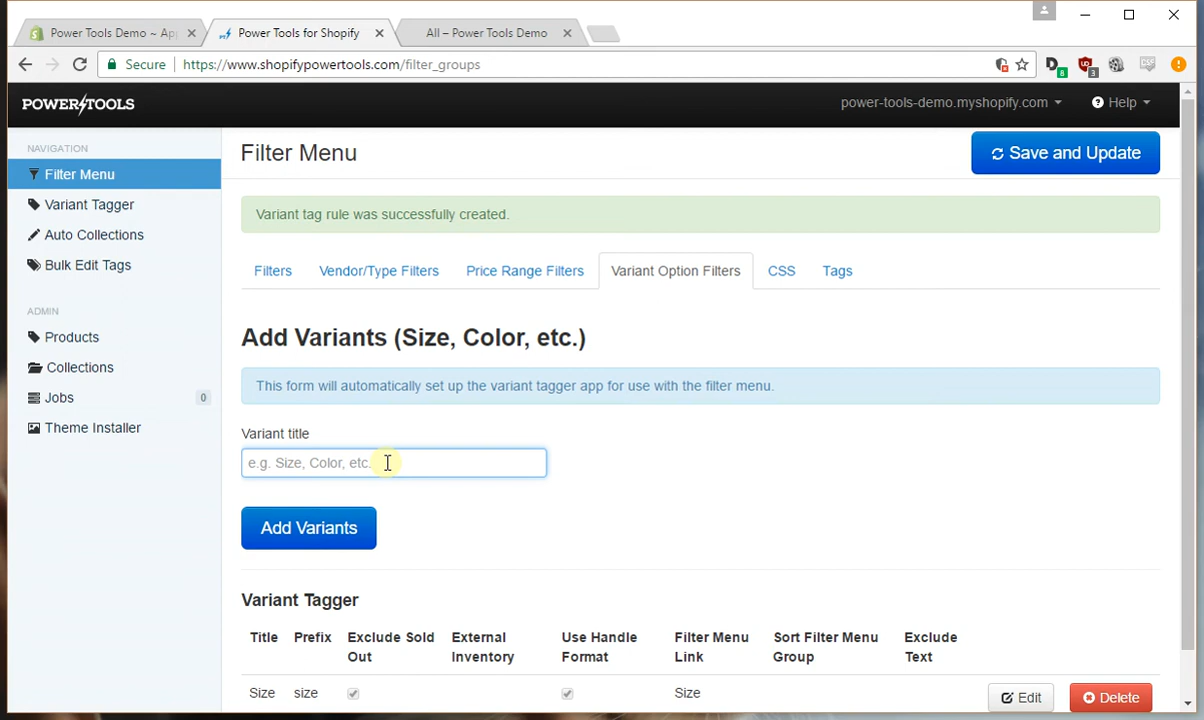 Power Tools Demo ~ Ap
Power Tools for Shopify
All – Power Tools Demo
Secure
https://www.shopifypowertools.com/filter_groups
8
3
POWER TOOLS
power-tools-demo.myshopify.com
Help
NAVIGATION
Filter Menu
Variant Tagger
Auto Collections
Bulk Edit Tags
ADMIN
Products
Collections
Jobs
0
Theme Installer
Filter Menu
Save and Update
Variant tag rule was successfully created.
Filters
Vendor/Type Filters
Price Range Filters
Variant Option Filters
CSS
Tags
Add Variants (Size, Color, etc.)
This form will automatically set up the variant tagger app for use with the filter menu.
Variant title
e.g. Size, Color, etc.
Add Variants
Variant Tagger
Title
Prefix
Exclude Sold
Out
External
Inventory
Use Handle
Format
Filter Menu
Link
Sort Filter Menu
Group
Exclude
Text
Size
size
Size
Edit
Delete